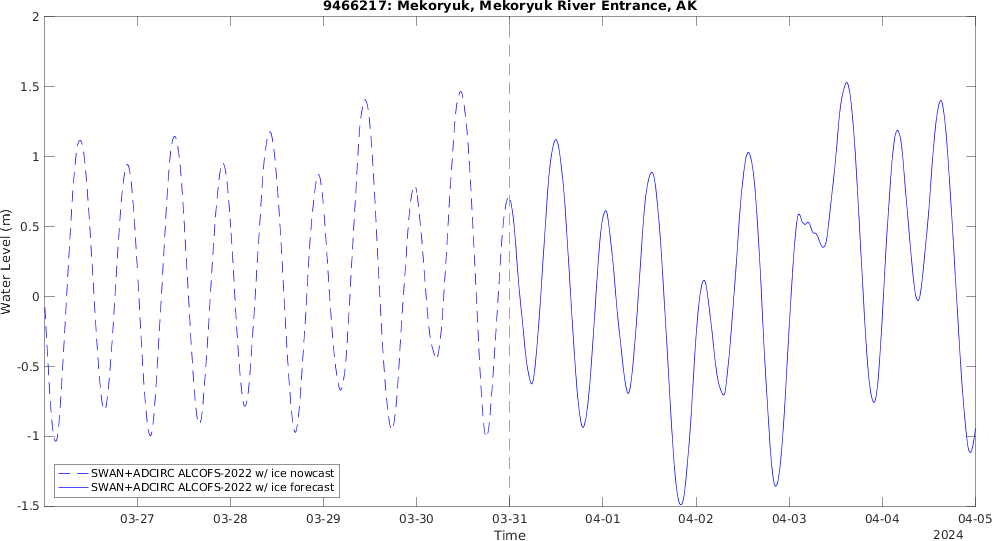 9466217: Mekoryuk, Mekoryuk River Entrance, AK
2
1.5
1
0.5
0
-0.5
-1
-1.5
Water Level (m)
SWAN+ADCIRC ALCOFS-2022 w/ ice nowcast
SWAN+ADCIRC ALCOFS-2022 w/ ice forecast
03-27 03-28 03-29 03-30 03-31 04-01 04-02 04-03 04-04 04-05
Time
2024